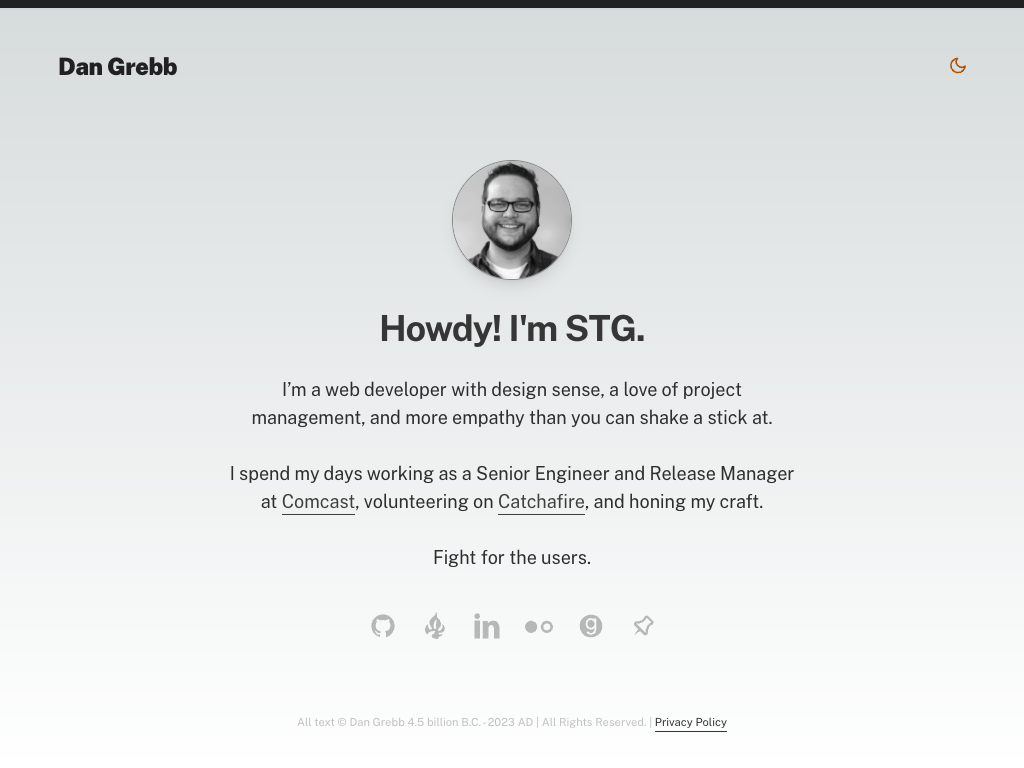 Dan Grebb
Howdy! I'm STG.
I’m a web developer with design sense, a love of project
management, and more empathy than you can shake a stick at.
I spend my days working as a Senior Engineer and Release Manager
at Comcast, volunteering on Catchafire, and honing my craft.
Fight for the users.
in
g
All text © Dan Grebb 4.5 billion B.C. - 2023 AD | All Rights Reserved. | Privacy Policy